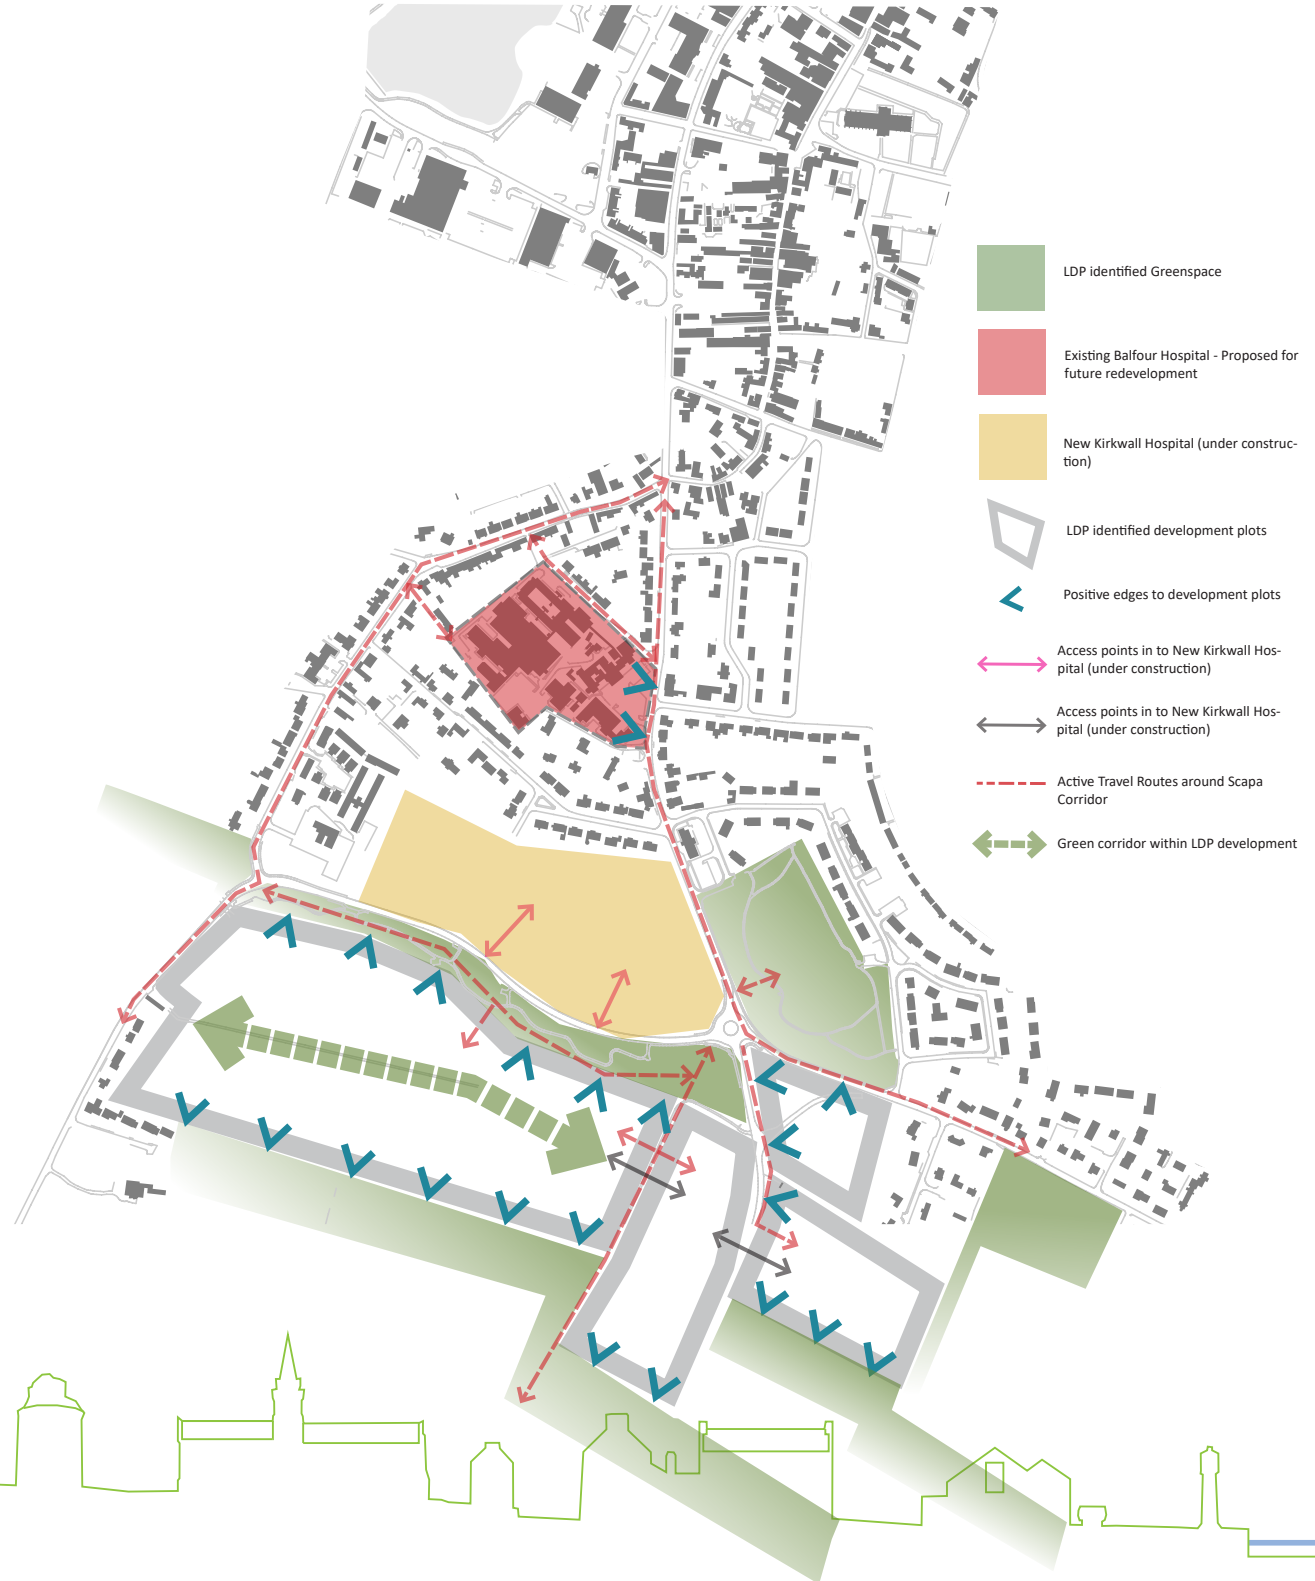 LDP identified Greenspace
Existing Balfour Hospital - Proposed for
future redevelopment
New Kirkwall Hospital (under construc-
tion)
LDP identified development plots
Positive edges to development plots
Access points in to New Kirkwall Hos-
pital (under construction)
Access points in to New Kirkwall Hos-
pital (under construction)
Active Travel Routes around Scapa
Corridor
Green corridor within LDP development